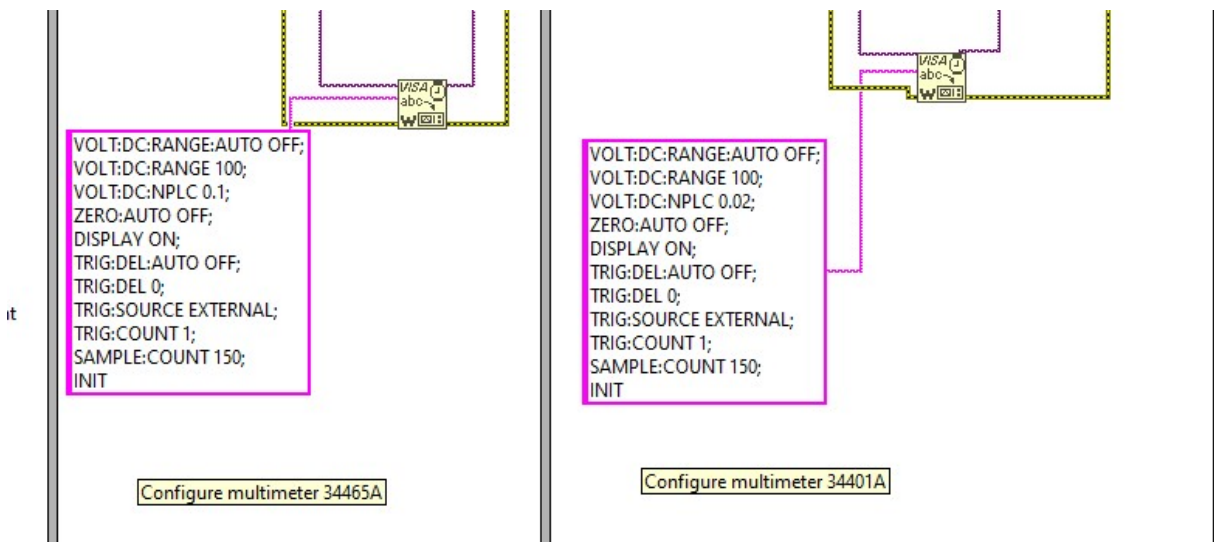 VISA
abc
W
VOLT:DC:RANGE:AUTO OFF;
VOLT:DC:RANGE 100;
VOLT:DC:NPLC 0.1;
ZERO:AUTO OFF;
DISPLAY ON;
TRIG:DEL:AUTO OFF;
TRIG:DEL 0;
TRIG:SOURCE EXTERNAL;
TRIG:COUNT 1;
SAMPLE:COUNT 150;
INIT
Configure multimeter 34465A
VISA
abc
W
VOLT:DC:RANGE:AUTO OFF;
VOLT:DC:RANGE 100;
VOLT:DC:NPLC 0.02;
ZERO:AUTO OFF;
DISPLAY ON;
TRIG:DEL:AUTO OFF;
TRIG:DEL 0;
TRIG:SOURCE EXTERNAL;
TRIG:COUNT 1;
SAMPLE:COUNT 150;
INIT
Configure multimeter 34401A